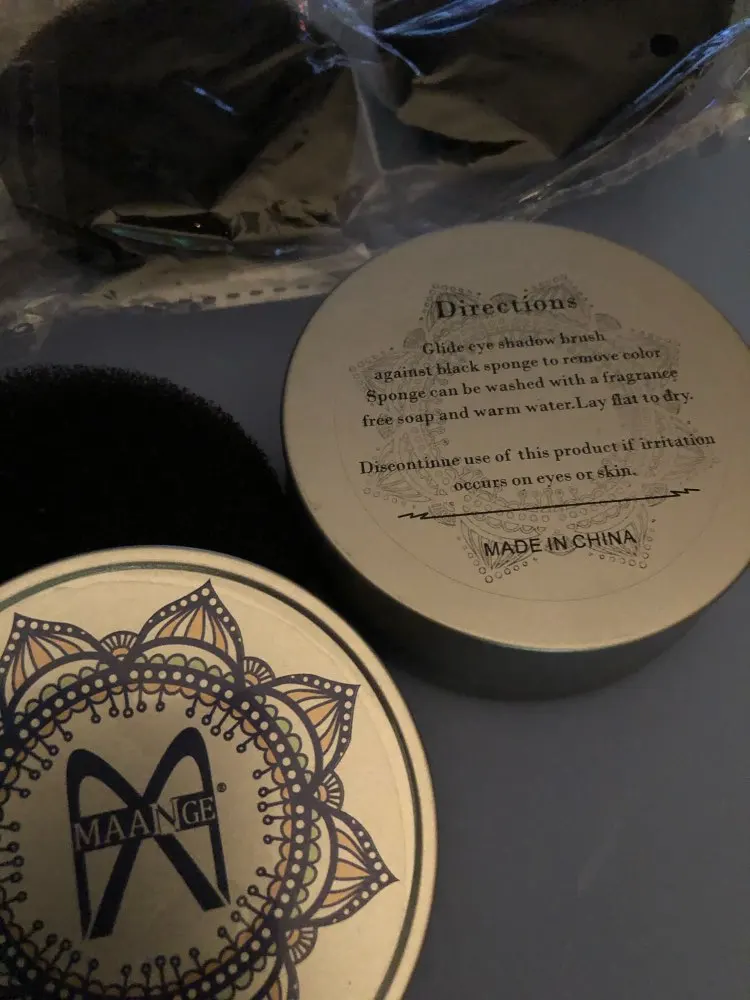 Directions
Glide eye shadow brush
against black sponge to remove color
Sponge can be washed with a fragrance
free soap and warm water.Lay flat to dry.
Discontinue use of this product if irritation
occurs on eyes or skin.
MADE IN CHINA
MAANGE®